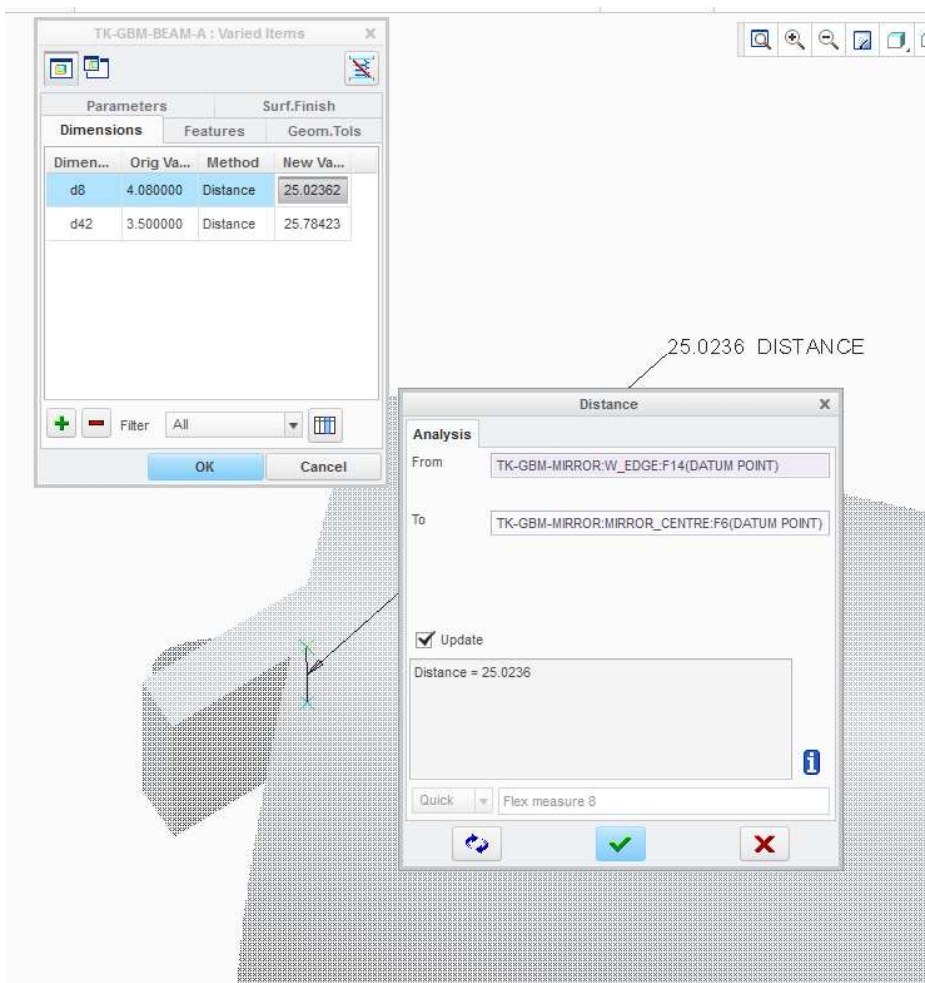 TK-GBM-BEAM-A : Varied Items X
Parameters Surf.Finish
Dimensions Features Geom.Tols
Dimen... Orig Va... Method New Va...
d8 4.080000 Distance 25.02362
d42 3.500000 Distance 25.78423
Filter All
OK Cancel
25.0236 DISTANCE
Distance X
Analysis
From TK-GBM-MIRROR:W_EDGE:F14(DATUM POINT)
To TK-GBM-MIRROR:MIRROR_CENTRE:F6(DATUM POINT)
Update
Distance = 25.0236
Quick Flex measure 8